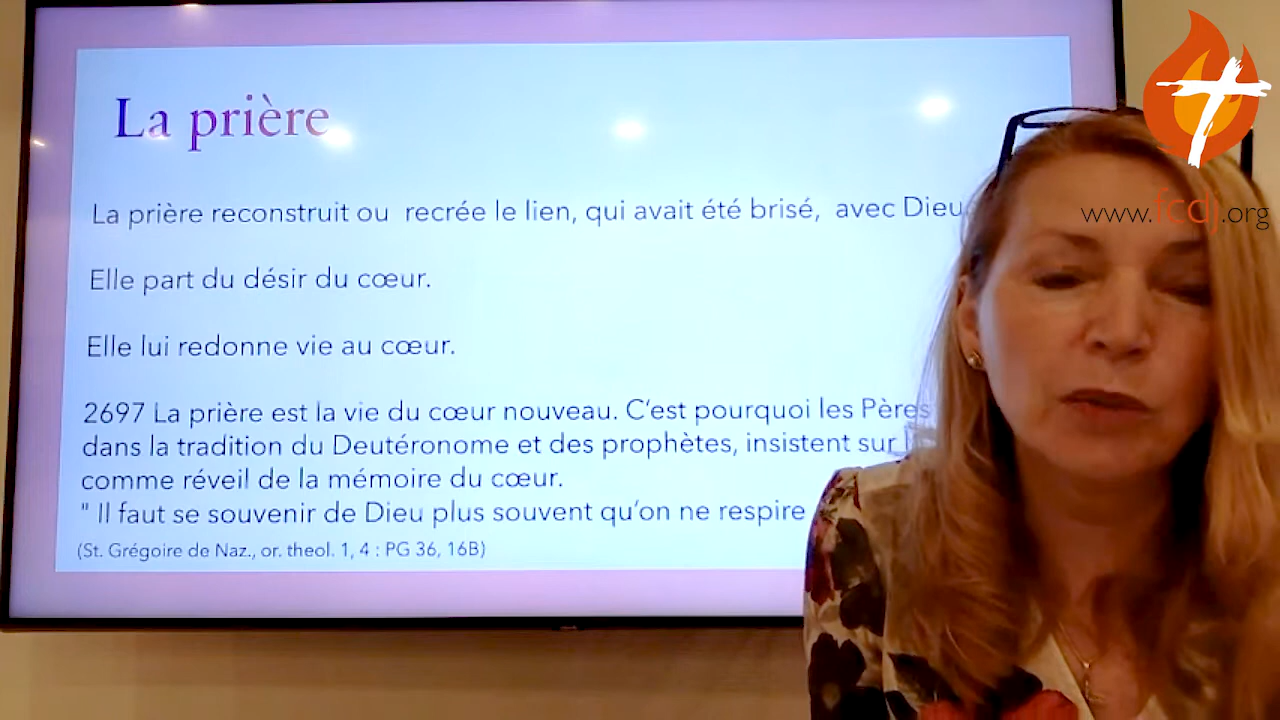 La prière
La prière reconstruit ou recrée le lien, qui avait été brisé, avec Dieu
Elle part du désir du cœur.
Elle lui redonne vie au cœur.
2697 La prière est la vie du cœur nouveau. C'est pourquoi les Pères
dans la tradition du Deutéronome et des prophètes, insistent sur
comme réveil de la mémoire du cœur.
" Il faut se souvenir de Dieu plus souvent qu'on ne respire
(St. Grégoire de Naz., or. theol. 1, 4 : PG 36, 16B)
www.fcdj.org